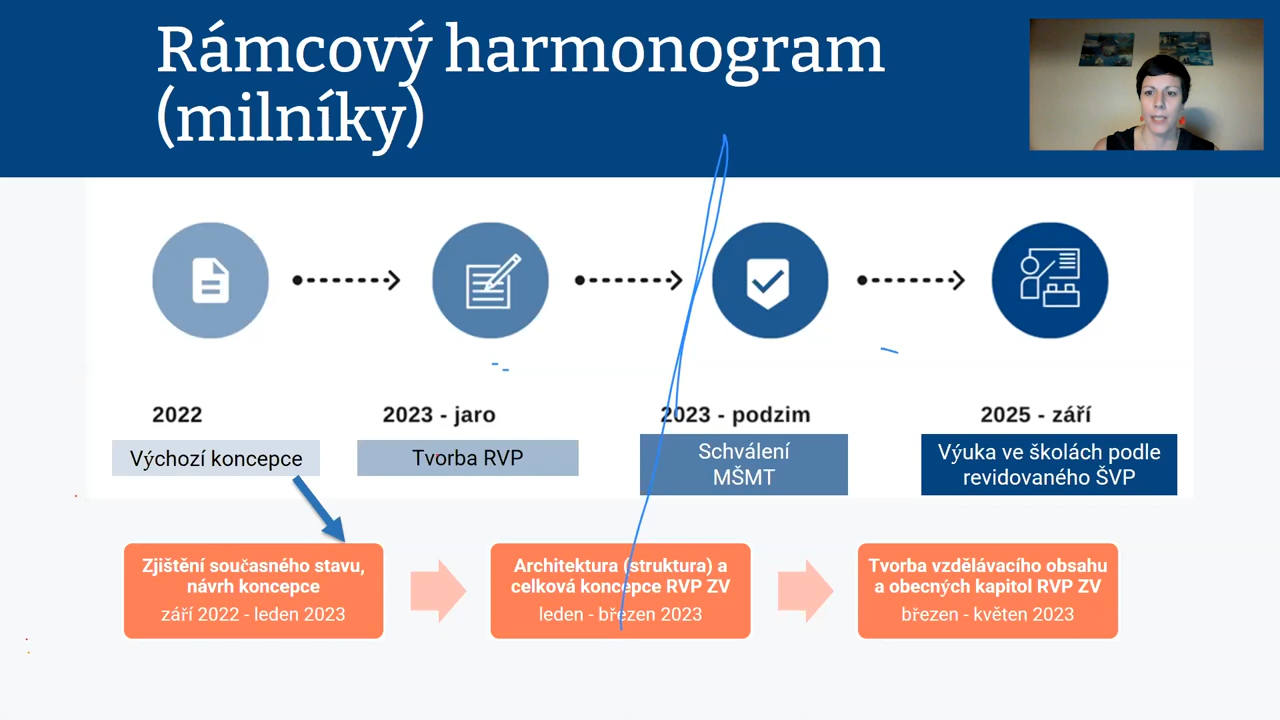 Rámcový harmonogram
(milníky)
2022
2023 - jaro
2023 - podzim
2025 - září
Výchozí koncepce
Tvorba RVP
Schválení
MŠMT
Výuka ve školách podle
revidovaného ŠVP
Zjištění současného stavu,
návrh koncepce
září 2022 - leden 2023
Architektura (struktura) a
celková koncepce RVP ZV
leden - březen 2023
Tvorba vzdělávacího obsahu
a obecných kapitol RVP ZV
březen - květen 2023